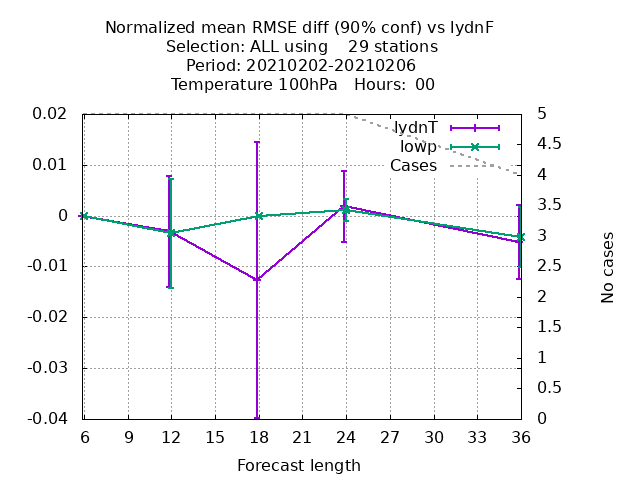 Normalized mean RMSE diff (90% conf) vs lydnF
Selection: ALL using 29 stations
Period: 20210202-20210206
Temperature 100hPa Hours: 00
0.02
0.01
0
-0.01
-0.02
-0.03
-0.04
5
4.5
4
3.5
3
2.5
2
1.5
1
0.5
0
lydnT
lowp
Cases
No cases
6 9 12 15 18 21 24 27 30 33 36
Forecast length